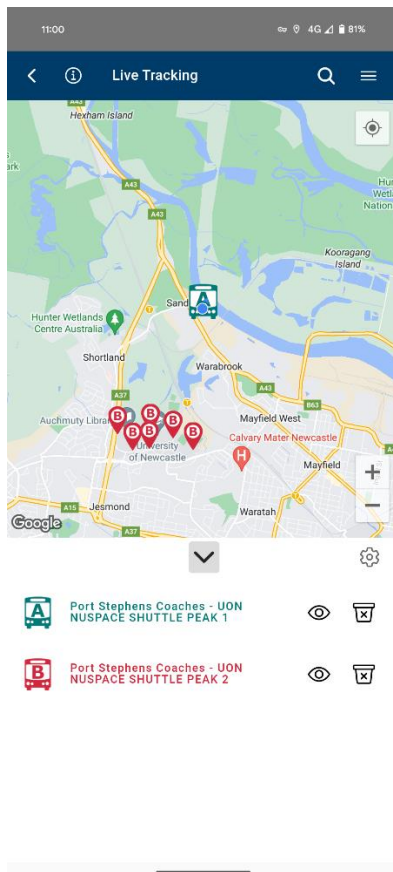 11:00
4G
81%
Live Tracking
A43
Hexham Island
A43
A43
Kooragang
Island
A
Hunter Wetlands
Centre Australia
Shortland
Warabrook
A37
A43
B63
Auchmuty
Mayfield West
B
B
B
B
B
B
University
of Newcastle
Calvary Mater Newcastle
H
Mayfield
A15
Jesmond
Waratah
Google
A37
A
Port Stephens Coaches - UON
NUSPACE SHUTTLE PEAK 1
B
Port Stephens Coaches - UON
NUSPACE SHUTTLE PEAK 2